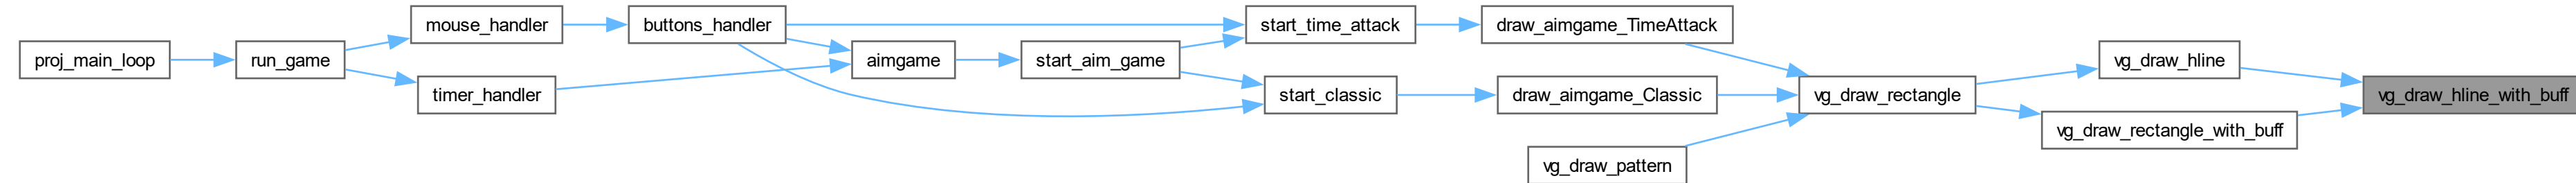 proj_main_loop
run_game
mouse_handler
timer_handler
buttons_handler
aimgame
start_aim_game
start_time_attack
start_classic
draw_aimgame_TimeAttack
draw_aimgame_Classic
vg_draw_pattern
vg_draw_rectangle
vg_draw_hline
vg_draw_rectangle_with_buff
vg_draw_hline_with_buff